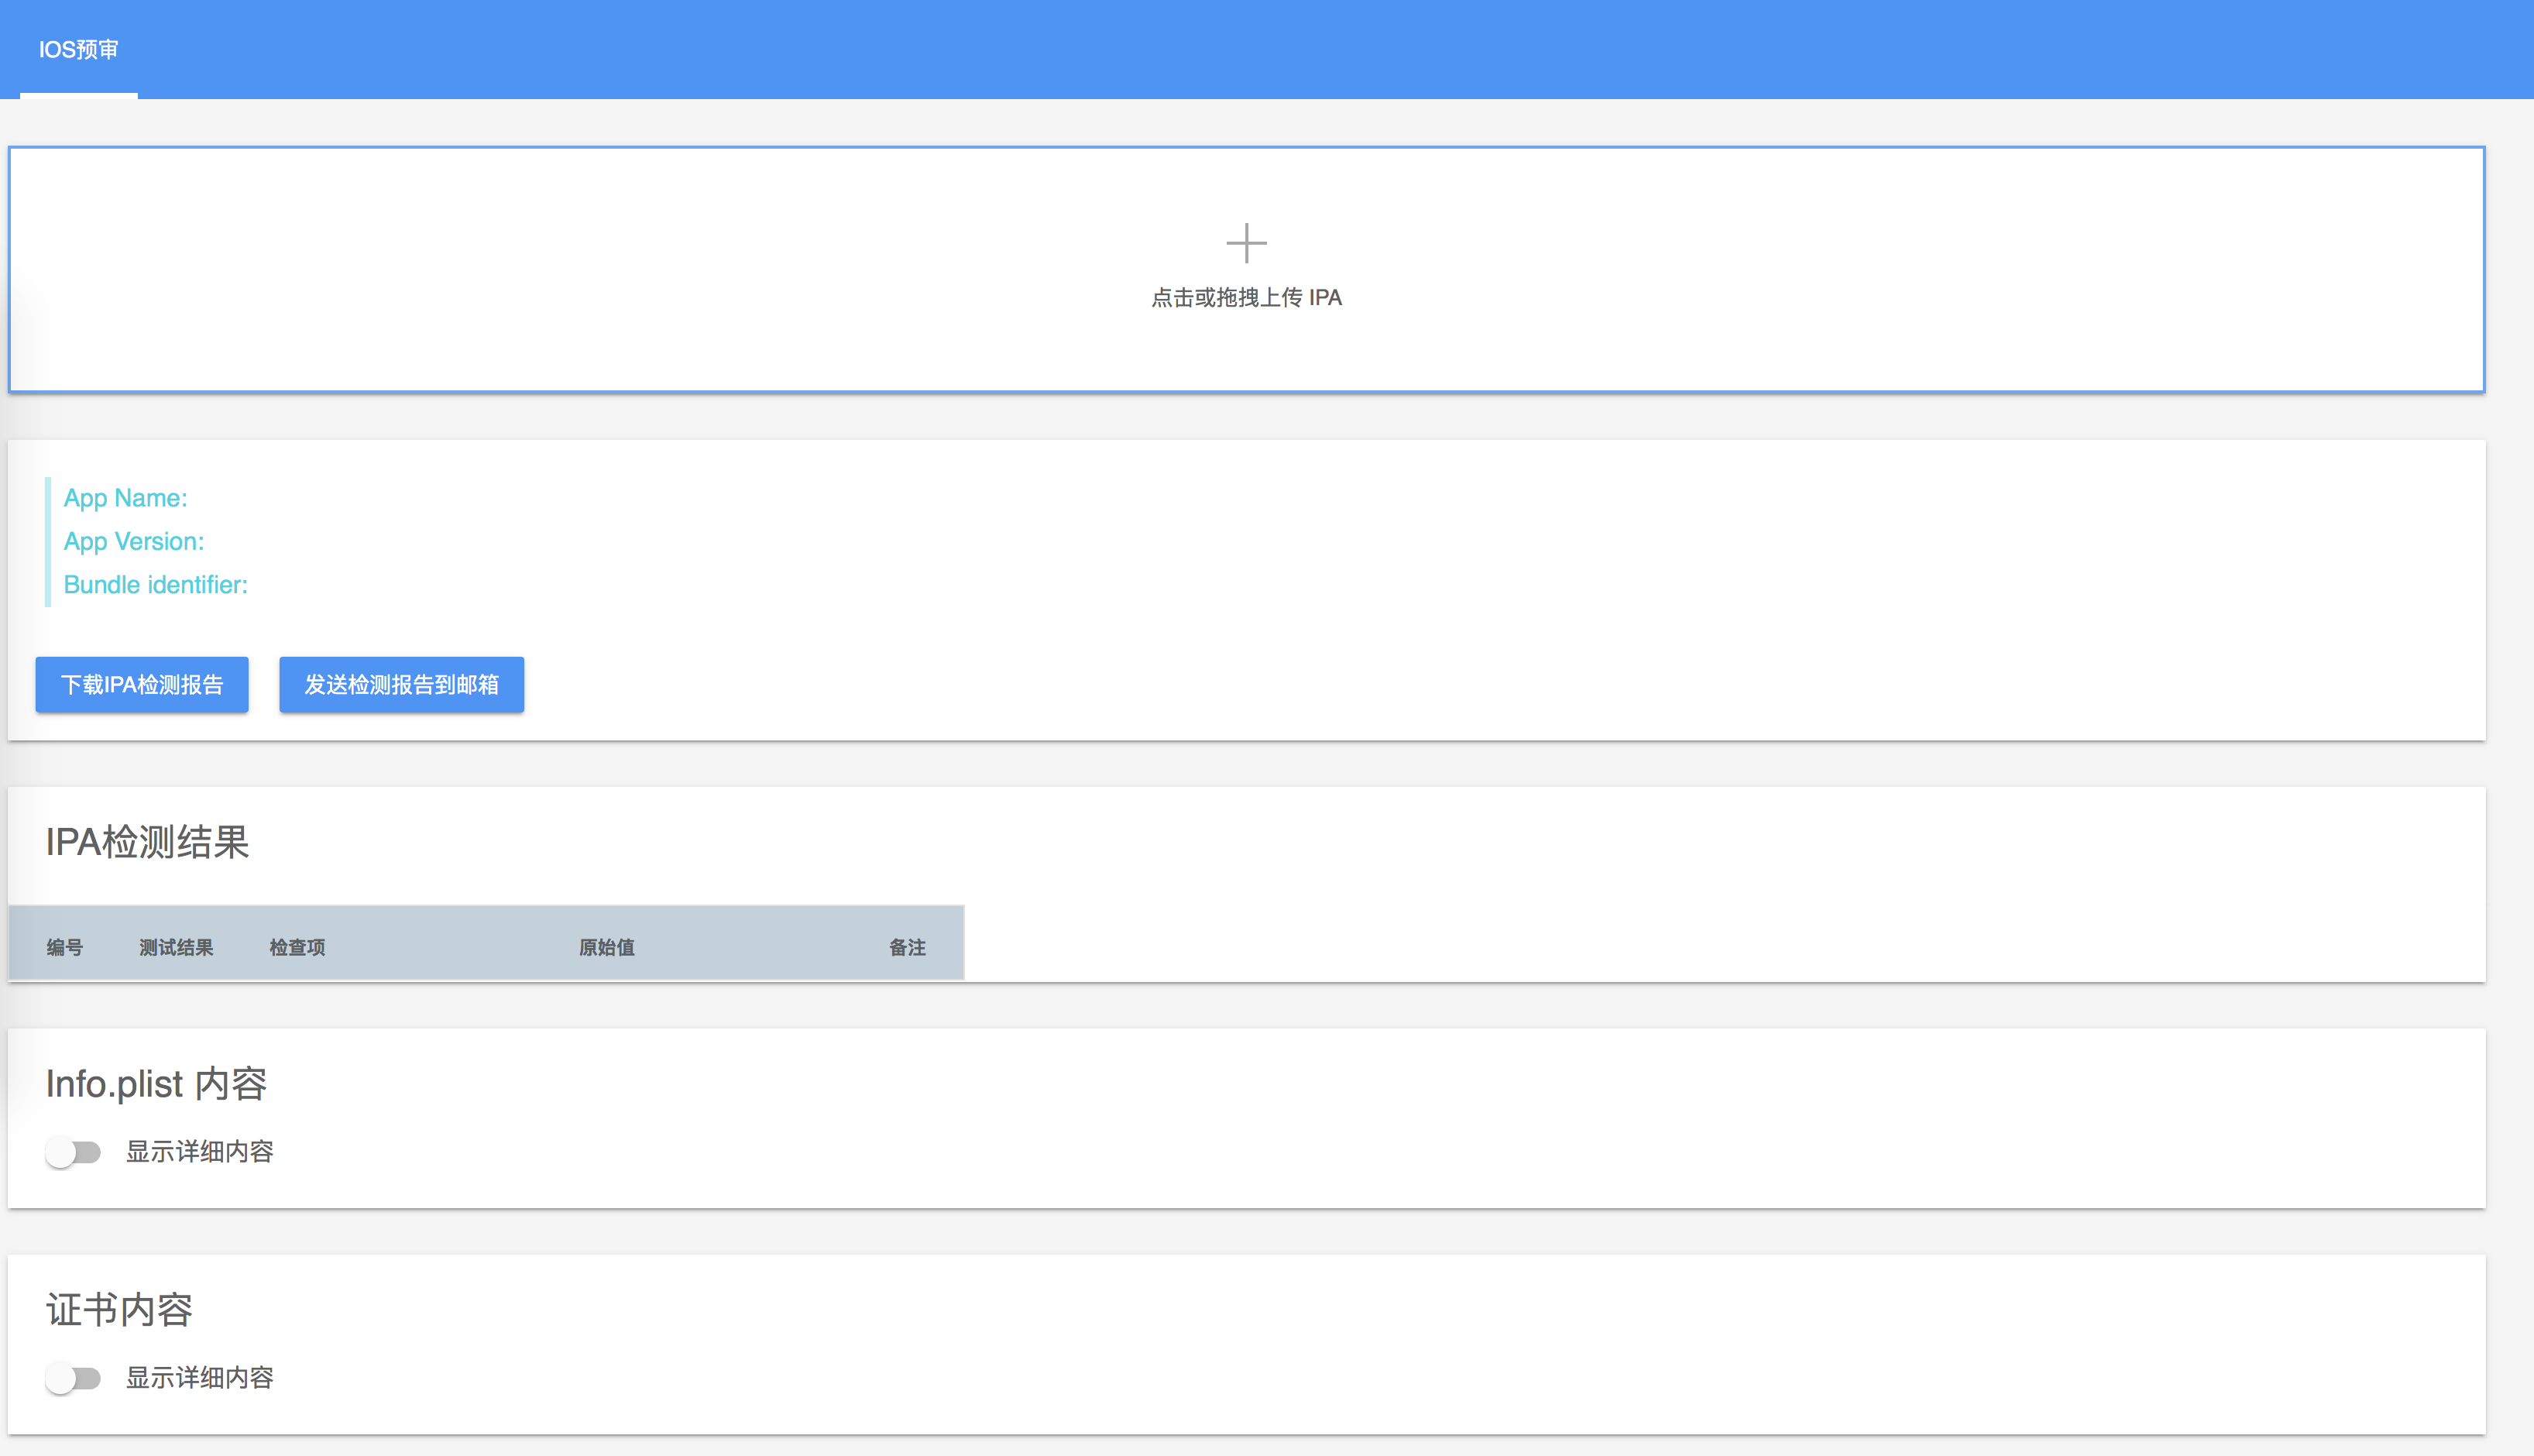 IOS预审
点击或拖拽上传 IPA
App Name:
App Version:
Bundle identifier:
下载IPA检测报告 发送检测报告到邮箱
IPA检测结果
编号 测试结果 检查项 原始值 备注
Info.plist 内容
显示详细内容
证书内容
显示详细内容